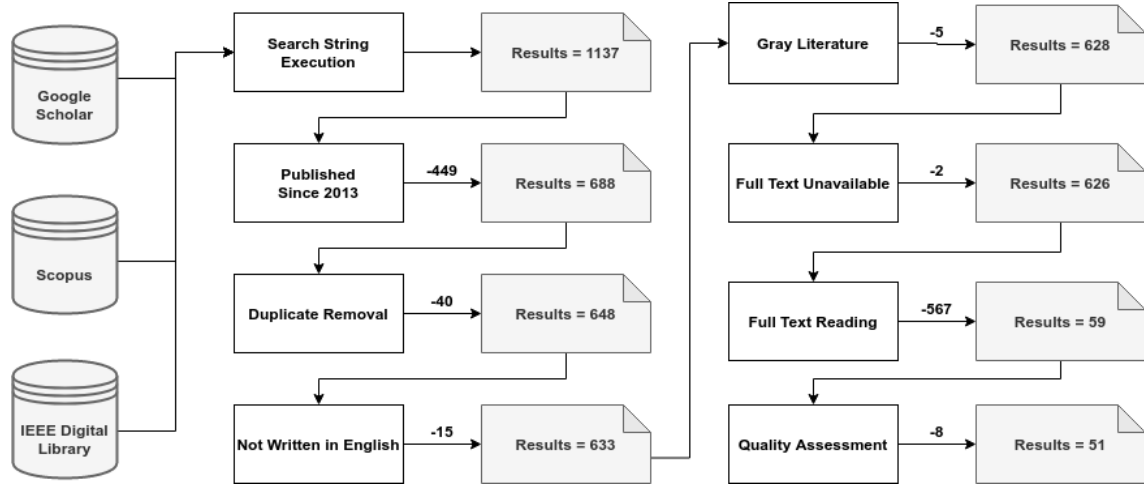 Google
Scholar
Scopus
IEEE Digital
Library
Search String
Execution
Results = 1137
Published
Since 2013
-449
Results = 688
Duplicate Removal
-40
Results = 648
Not Written in English
-15
Results = 633
Gray Literature
-5
Results = 628
Full Text Unavailable
-2
Results = 626
Full Text Reading
-567
Results = 59
Quality Assessment
-8
Results = 51